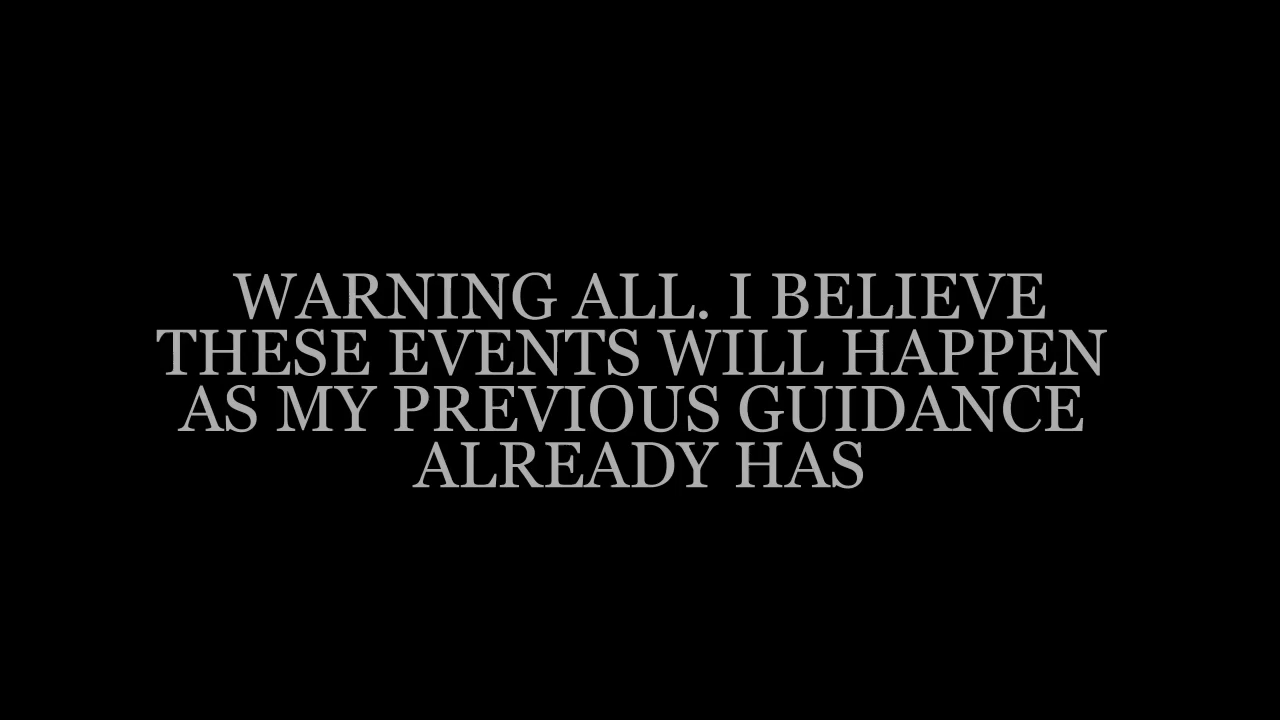 WARNING ALL. I BELIEVE
THESE EVENTS WILL HAPPEN
AS MY PREVIOUS GUIDANCE
ALREADY HAS